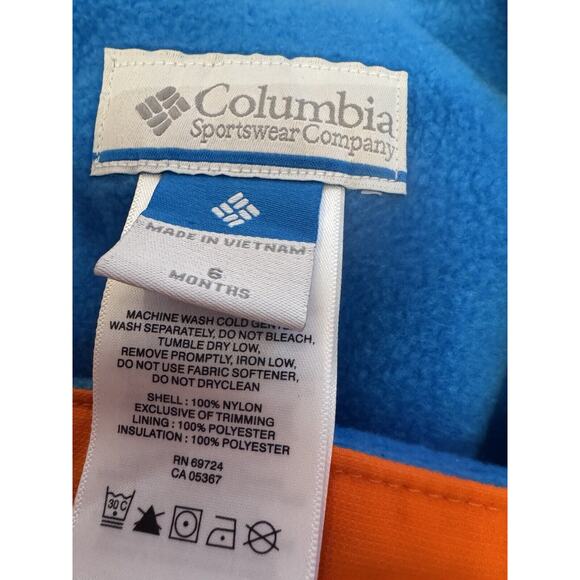 Columbia
Sportswear Company
MADE IN VIETNAM
6
MONTHS
MACHINE WASH COLD
WASH SEPARATELY, DO NOT BLEACH,
TUMBLE DRY LOW,
REMOVE PROMPTLY, IRON LOW,
DO NOT USE FABRIC SOFTENER,
DO NOT DRYCLEAN
SHELL : 100% NYLON
EXCLUSIVE OF TRIMMING
LINING : 100% POLYESTER
INSULATION : 100% POLYESTER
RN 69724
CA 05367
30 C